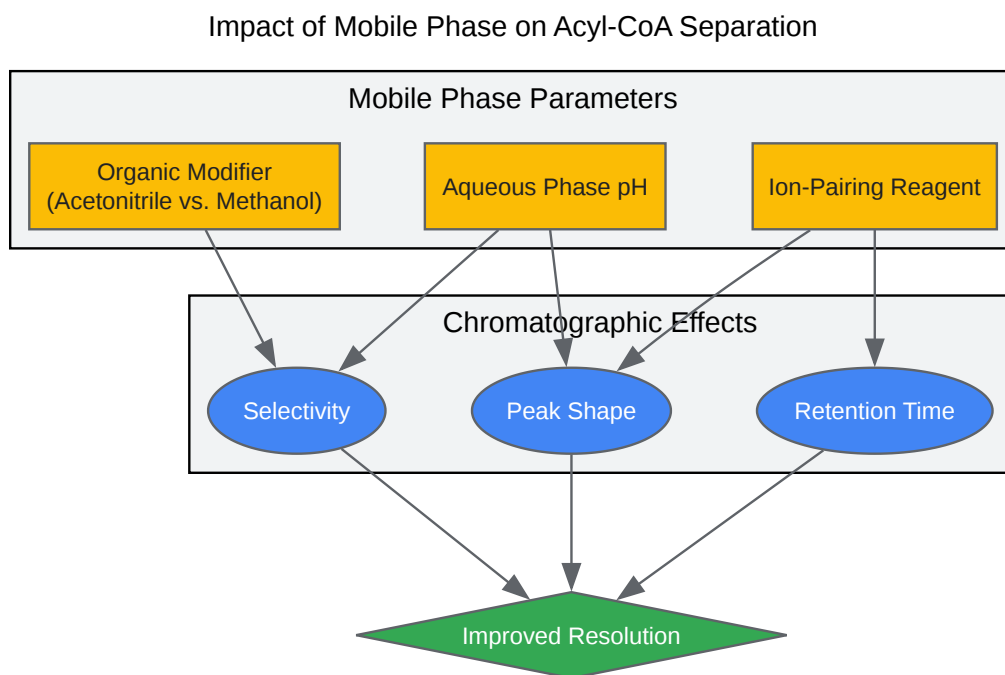 Impact of Mobile Phase on Acyl-CoA Separation
Mobile Phase Parameters
Organic Modifier
(Acetonitrile vs. Methanol)
Aqueous Phase pH
Ion-Pairing Reagent
Chromatographic Effects
Selectivity
Peak Shape
Retention Time
Improved Resolution